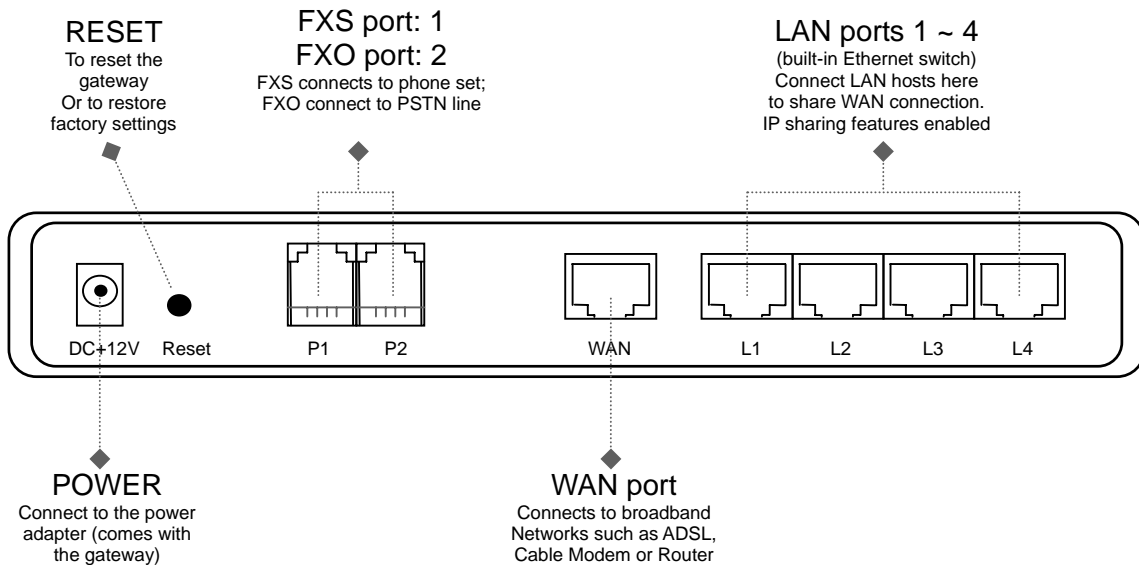 RESET
To reset the
gateway
Or to restore
factory settings
FXS port: 1
FXO port: 2
FXS connects to phone set;
FXO connect to PSTN line
LAN ports 1 ~ 4
(built-in Ethernet switch)
Connect LAN hosts here
to share WAN connection.
IP sharing features enabled
DC+12V Reset P1 P2 WAN L1 L2 L3 L4
POWER
Connect to the power
adapter (comes with
the gateway)
WAN port
Connects to broadband
Networks such as ADSL,
Cable Modem or Router